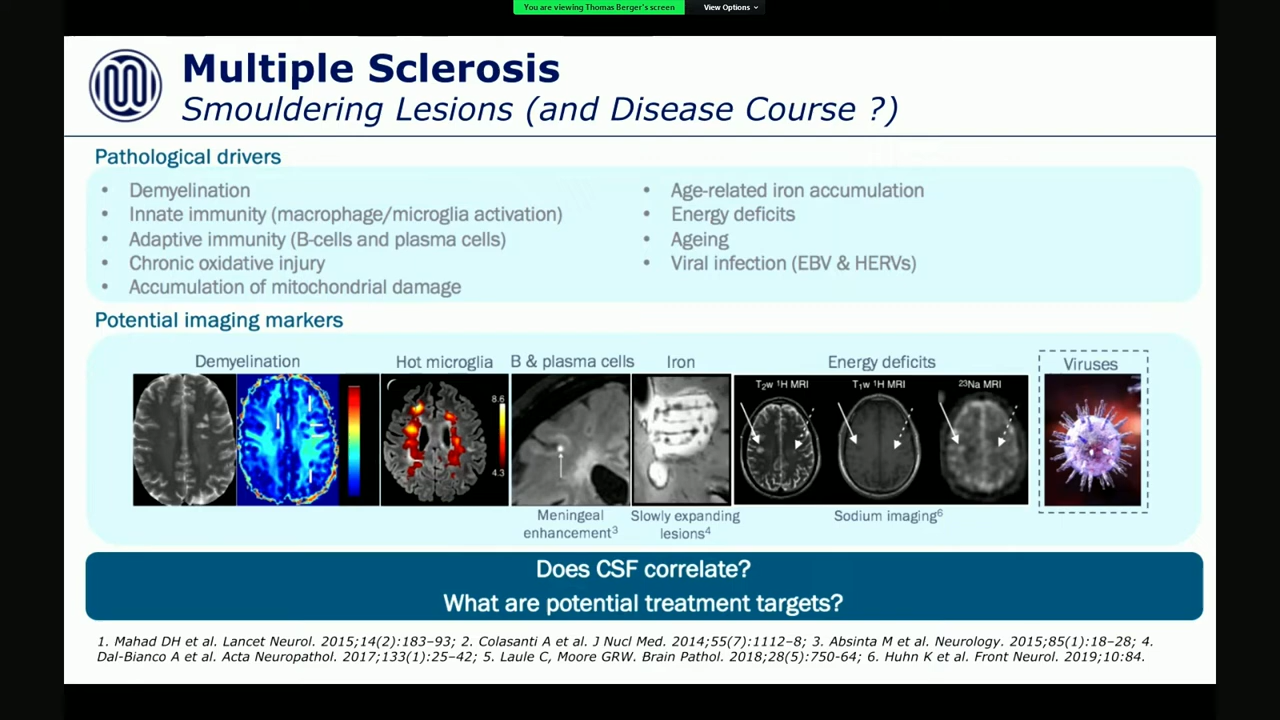 You are viewing Thomas Berger's screen
View Options
Multiple Sclerosis
Smouldering Lesions (and Disease Course ?)
Pathological drivers
• Demyelination
• Innate immunity (macrophage/microglia activation)
• Adaptive immunity (B-cells and plasma cells)
• Chronic oxidative injury
• Accumulation of mitochondrial damage
• Age-related iron accumulation
• Energy deficits
• Ageing
• Viral infection (EBV & HERVs)
Potential imaging markers
Demyelination
Hot microglia
8.6
4.3
B & plasma cells
Meningeal
enhancement³
Iron
Slowly expanding
lesions⁴
Energy deficits
T₂w ¹H MRI
T₁w ¹H MRI
²³Na MRI
Sodium imaging⁶
Viruses
Does CSF correlate?
What are potential treatment targets?
1. Mahad DH et al. Lancet Neurol. 2015;14(2):183–93; 2. Colasanti A et al. J Nucl Med. 2014;55(7):1112–8; 3. Absinta M et al. Neurology. 2015;85(1):18–28; 4.
Dal-Bianco A et al. Acta Neuropathol. 2017;133(1):25–42; 5. Laule C, Moore GRW. Brain Pathol. 2018;28(5):750-64; 6. Huhn K et al. Front Neurol. 2019;10:84.